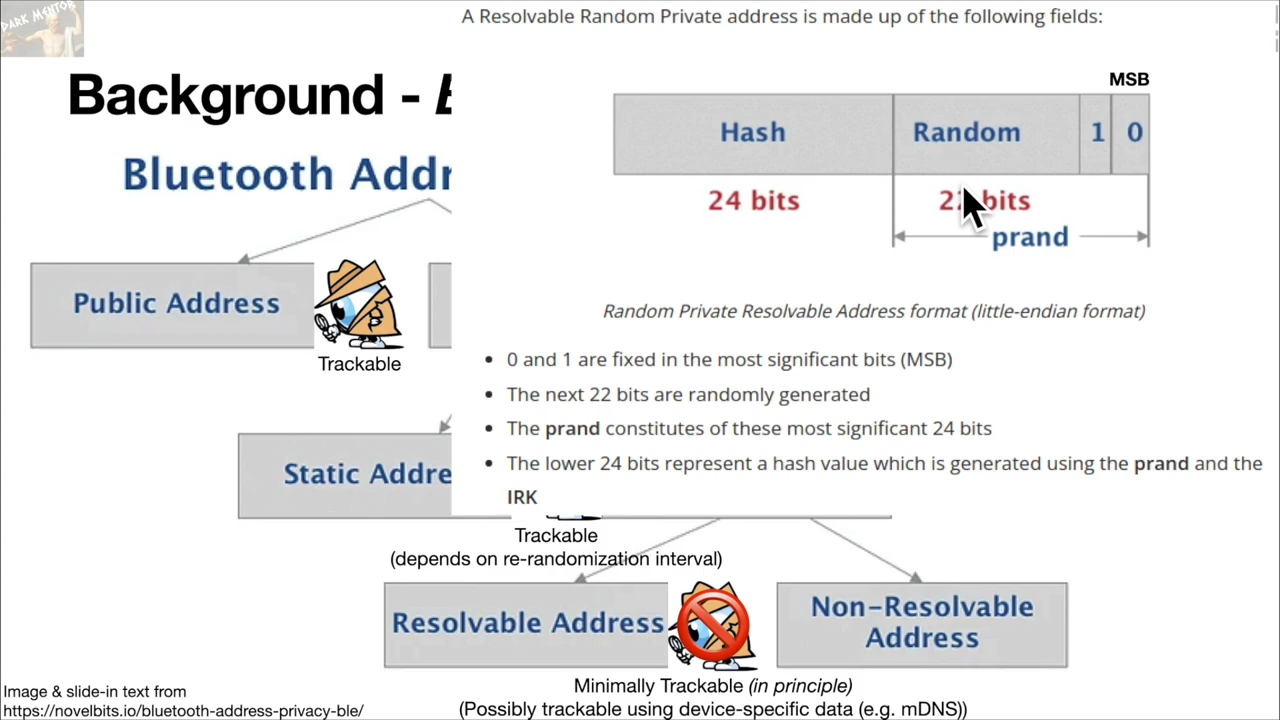 DARK MENTOR
A Resolvable Random Private address is made up of the following fields:
Background -
MSB
Hash
Random
1
0
24 bits
bits
prand
Bluetooth
Public Address
Trackable
Random Private Resolvable Address format (little-endian format)
• 0 and 1 are fixed in the most significant bits (MSB)
• The next 22 bits are randomly generated
• The prand constitutes of these most significant 24 bits
• The lower 24 bits represent a hash value which is generated using the prand and the
IRK
Static
Trackable
(depends on re-randomization interval)
Resolvable Address
Non-Resolvable
Address
Minimally Trackable (in principle)
(Possibly trackable using device-specific data (e.g. mDNS))
Image & slide-in text from
https://novelbits.io/bluetooth-address-privacy-ble/